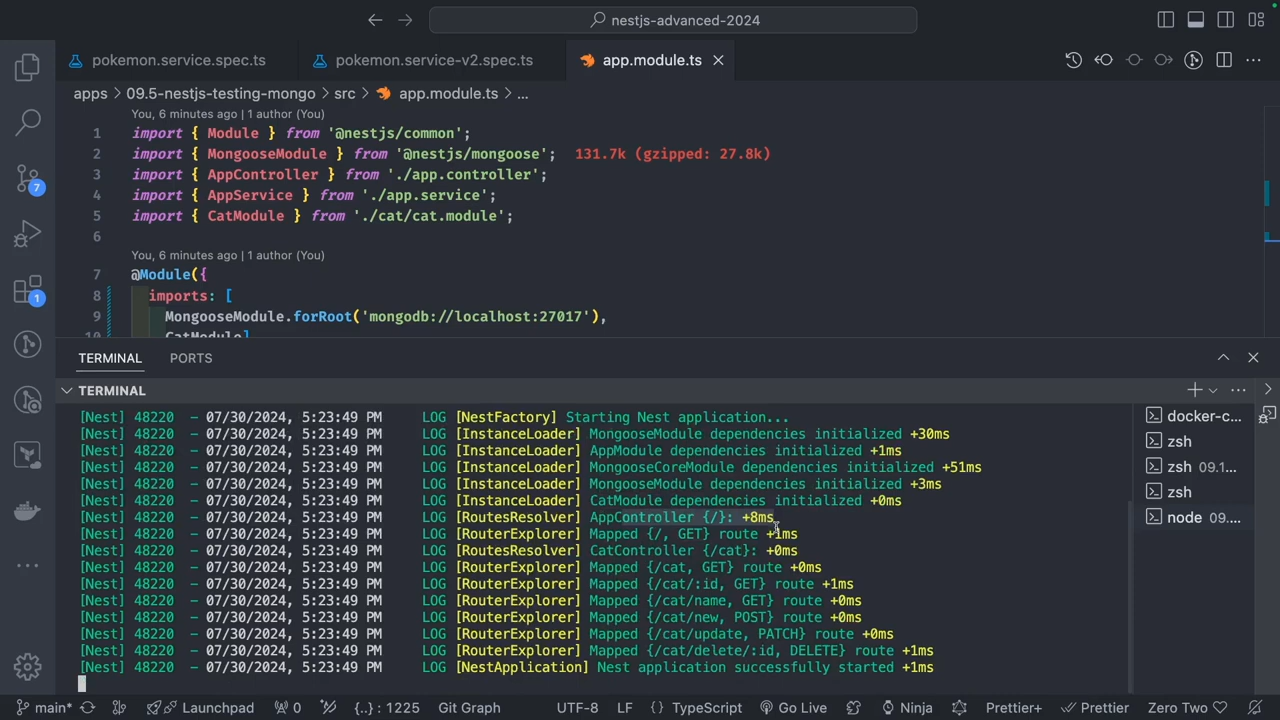 nestjs-advanced-2024
pokemon.service.spec.ts
pokemon.service-v2.spec.ts
app.module.ts
apps > 09.5-nestjs-testing-mongo > src > app.module.ts > ...
You, 6 minutes ago | 1 author (You)
1 import { Module } from '@nestjs/common';
2 import { MongooseModule } from '@nestjs/mongoose'; 131.7k (gzipped: 27.8k)
3 import { AppController } from './app.controller';
4 import { AppService } from './app.service';
5 import { CatModule } from './cat/cat.module';
6
You, 6 minutes ago | 1 author (You)
7 @Module({
8 imports: [
9 MongooseModule.forRoot('mongodb://localhost:27017'),
10 CatModule]
7
1
TERMINAL PORTS
TERMINAL
[Nest] 48220 - 07/30/2024, 5:23:49 PM LOG [NestFactory] Starting Nest application...
[Nest] 48220 - 07/30/2024, 5:23:49 PM LOG [InstanceLoader] MongooseModule dependencies initialized +30ms
[Nest] 48220 - 07/30/2024, 5:23:49 PM LOG [InstanceLoader] AppModule dependencies initialized +1ms
[Nest] 48220 - 07/30/2024, 5:23:49 PM LOG [InstanceLoader] MongooseCoreModule dependencies initialized +51ms
[Nest] 48220 - 07/30/2024, 5:23:49 PM LOG [InstanceLoader] MongooseModule dependencies initialized +3ms
[Nest] 48220 - 07/30/2024, 5:23:49 PM LOG [InstanceLoader] CatModule dependencies initialized +0ms
[Nest] 48220 - 07/30/2024, 5:23:49 PM LOG [RoutesResolver] AppController {/}: +8ms
[Nest] 48220 - 07/30/2024, 5:23:49 PM LOG [RouterExplorer] Mapped {/, GET} route +1ms
[Nest] 48220 - 07/30/2024, 5:23:49 PM LOG [RoutesResolver] CatController {/cat}: +0ms
[Nest] 48220 - 07/30/2024, 5:23:49 PM LOG [RouterExplorer] Mapped {/cat, GET} route +0ms
[Nest] 48220 - 07/30/2024, 5:23:49 PM LOG [RouterExplorer] Mapped {/cat/:id, GET} route +1ms
[Nest] 48220 - 07/30/2024, 5:23:49 PM LOG [RouterExplorer] Mapped {/cat/name, GET} route +0ms
[Nest] 48220 - 07/30/2024, 5:23:49 PM LOG [RouterExplorer] Mapped {/cat/new, POST} route +0ms
[Nest] 48220 - 07/30/2024, 5:23:49 PM LOG [RouterExplorer] Mapped {/cat/update, PATCH} route +0ms
[Nest] 48220 - 07/30/2024, 5:23:49 PM LOG [RouterExplorer] Mapped {/cat/delete/:id, DELETE} route +1ms
[Nest] 48220 - 07/30/2024, 5:23:49 PM LOG [NestApplication] Nest application successfully started +1ms
docker-c...
zsh
zsh 09.1...
zsh
node 09....
main* Launchpad 0 {..} : 1225 Git Graph UTF-8 LF {} TypeScript Go Live Ninja Prettier+ Prettier Zero Two